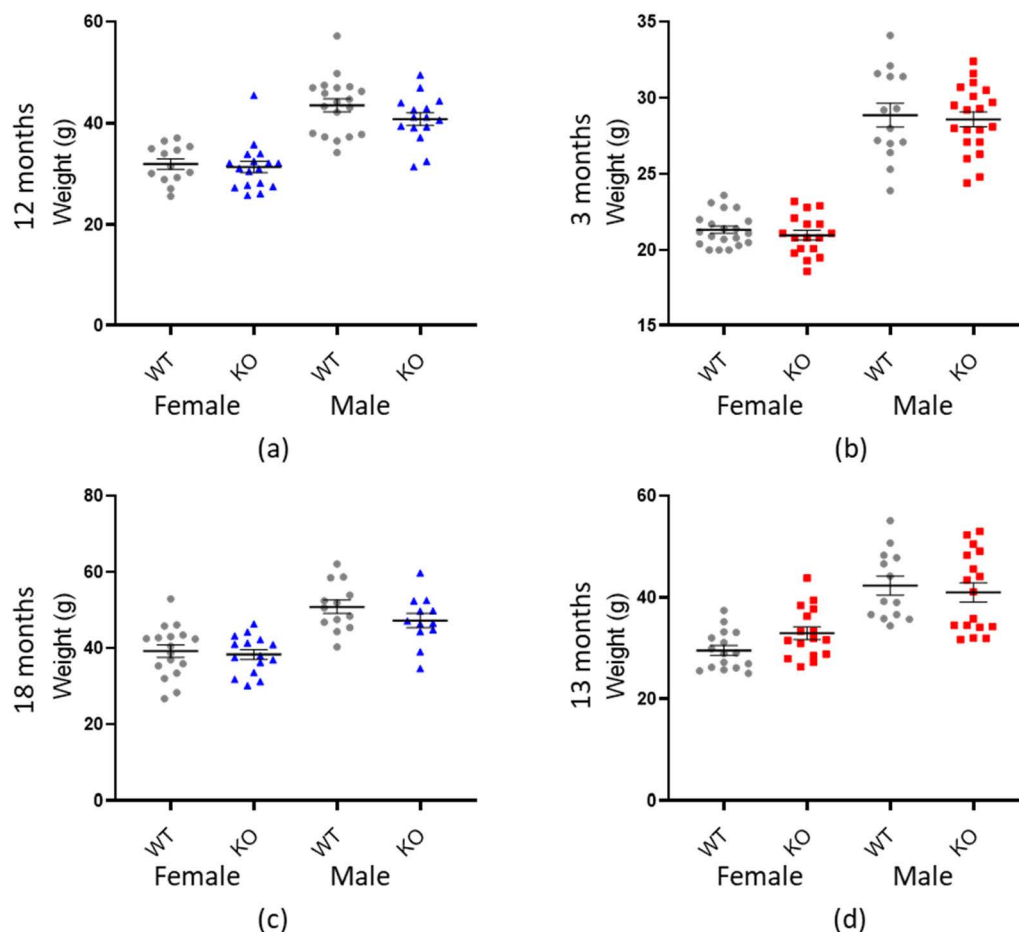 12 months
Weight (g)
60
40
20
0
WT
KO
WT
KO
Female
Male
(a)
3 months
Weight (g)
35
30
25
20
15
WT
KO
WT
KO
Female
Male
(b)
18 months
Weight (g)
80
60
40
20
0
WT
KO
WT
KO
Female
Male
(c)
13 months
Weight (g)
60
40
20
0
WT
KO
WT
KO
Female
Male
(d)